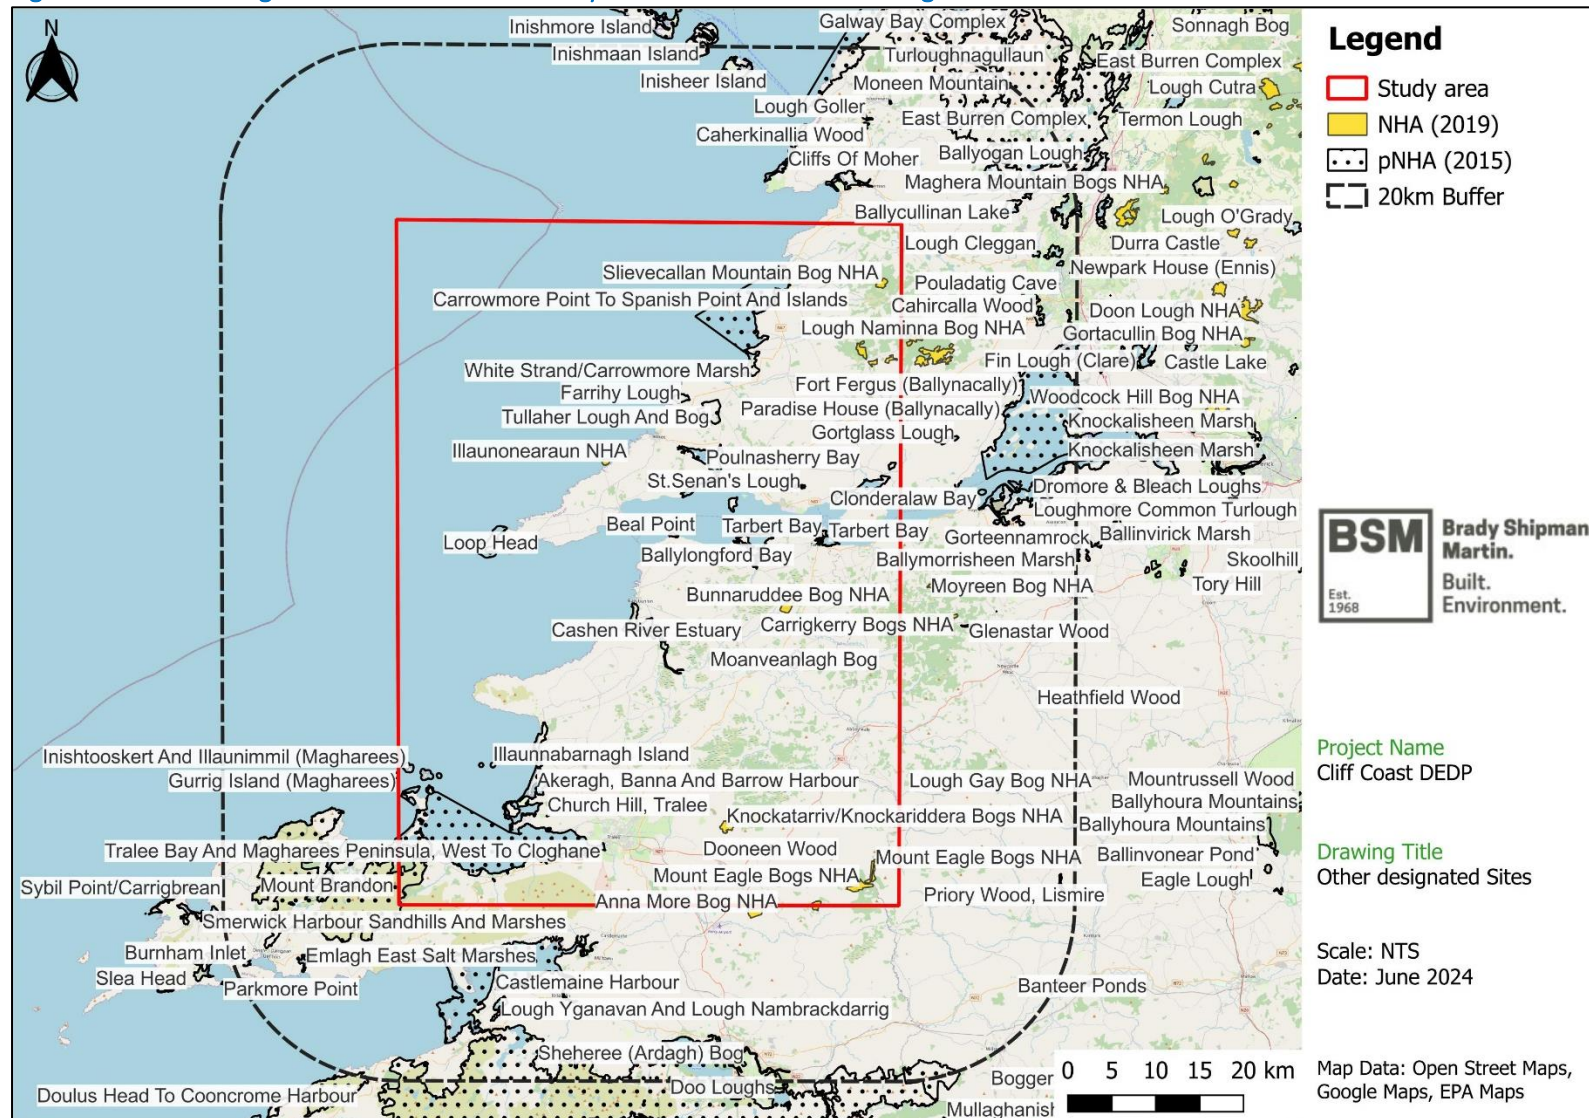 N
Inishmore Island
Galway Bay Complex
Sonnagh Bog
Inishmaan Island
Turloughnagullaun
East Burren Complex
Inisheer Island
Moneen Mountain
Lough Cutra
Lough Goller
East Burren Complex
Termon Lough
Caherkinallia Wood
Cliffs Of Moher
Ballyogan Lough
Maghera Mountain Bogs NHA
Ballycullinan Lake
Lough O'Grady
Lough Cleggan
Durra Castle
Slievecallan Mountain Bog NHA
Newpark House (Ennis)
Pouladatig Cave
Carrowmore Point To Spanish Point And Islands
Cahircalla Wood
Doon Lough NHA
Lough Naminna Bog NHA
Gortacullin Bog NHA
Fin Lough (Clare)
Castle Lake
White Strand/Carrowmore Marsh
Fort Fergus (Ballynacally)
Farrihy Lough
Woodcock Hill Bog NHA
Tullaher Lough And Bog
Paradise House (Ballynacally)
Knockalisheen Marsh
Gortglass Lough
Illaunonearaun NHA
Poulnasherry Bay
Knockalisheen Marsh
St.Senan's Lough
Dromore & Bleach Loughs
Clonderalaw Bay
Loughmore Common Turlough
Beal Point
Tarbert Bay
Tarbert Bay
Gorteennamrock
Ballinvirick Marsh
Loop Head
Ballylongford Bay
Ballymorrisheen Marsh
Skoolhill
Moyreen Bog NHA
Tory Hill
Bunnaruddee Bog NHA
Cashen River Estuary
Carrigkerry Bogs NHA
Glenastar Wood
Moanveanlagh Bog
Heathfield Wood
Inishtooskert And Illaunimmil (Magharees)
Illaunnabarnagh Island
Gurrig Island (Magharees)
Akeragh, Banna And Barrow Harbour
Lough Gay Bog NHA
Mountrussell Wood
Church Hill, Tralee
Ballyhoura Mountains
Knockatarriv/Knockariddera Bogs NHA
Ballyhoura Mountains
Tralee Bay And Magharees Peninsula, West To Cloghane
Dooneen Wood
Mount Eagle Bogs NHA
Ballinvonear Pond
Sybil Point/Carrigbrean
Mount Brandon
Mount Eagle Bogs NHA
Eagle Lough
Anna More Bog NHA
Priory Wood, Lismire
Smerwick Harbour Sandhills And Marshes
Burnham Inlet
Emlagh East Salt Marshes
Slea Head
Parkmore Point
Castlemaine Harbour
Banteer Ponds
Lough Yganavan And Lough Nambrackdarrig
Sheheree (Ardagh) Bog
Doo Loughs
Bogger
Doulus Head To Cooncrome Harbour
Mullaghanish
0 5 10 15 20 km
Legend
Study area
NHA (2019)
pNHA (2015)
20km Buffer
BSM
Est.
1968
Brady Shipman
Martin.
Built.
Environment.
Project Name
Cliff Coast DEDP
Drawing Title
Other designated Sites
Scale: NTS
Date: June 2024
Map Data: Open Street Maps,
Google Maps, EPA Maps